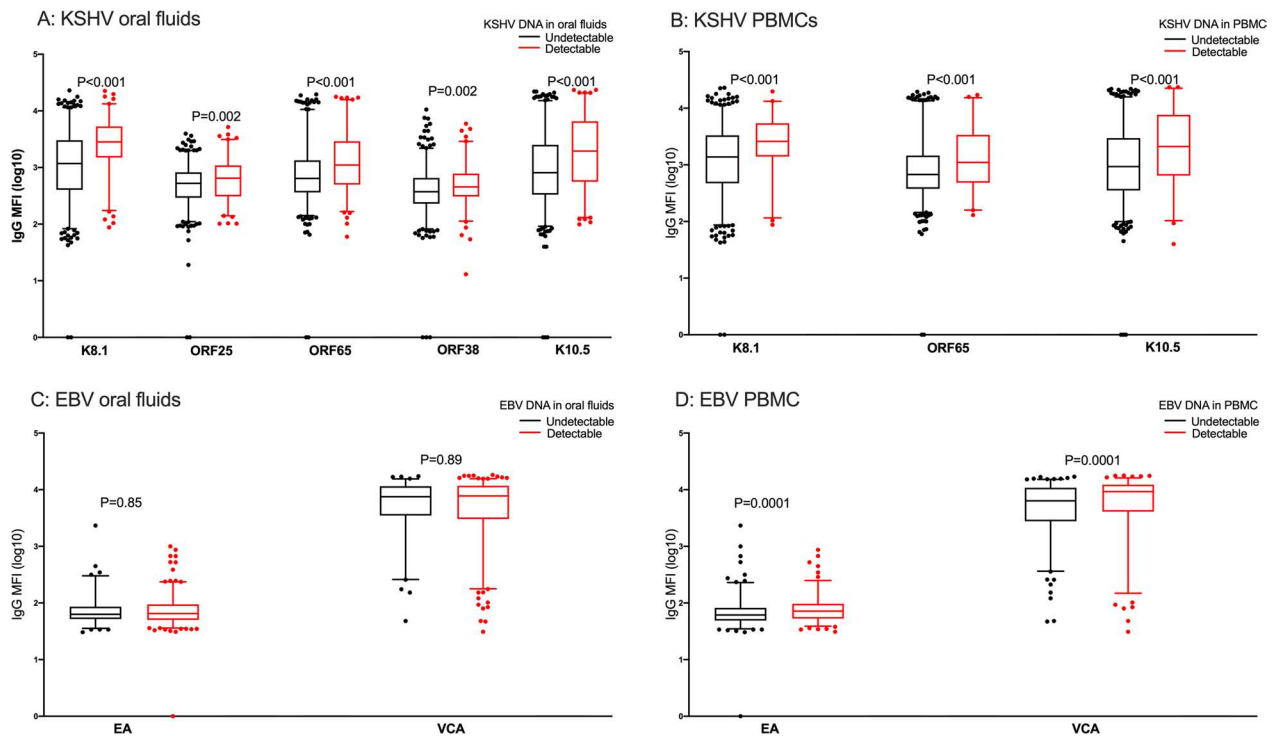 A: KSHV oral fluids
KSHV DNA in oral fluids
Undetectable
Detectable
IgG MFI (log10)
5
4
3
2
1
0
P<0.001
P=0.002
P<0.001
P=0.002
P<0.001
K8.1 ORF25 ORF65 ORF38 K10.5
B: KSHV PBMCs
KSHV DNA in PBMC
Undetectable
Detectable
IgG MFI (log10)
5
4
3
2
1
0
P<0.001
P<0.001
P<0.001
K8.1 ORF65 K10.5
C: EBV oral fluids
EBV DNA in oral fluids
Undetectable
Detectable
IgG MFI (log10)
5
4
3
2
1
0
P=0.85
P=0.89
EA VCA
D: EBV PBMC
EBV DNA in PBMC
Undetectable
Detectable
IgG MFI (log10)
5
4
3
2
1
0
P=0.0001
P=0.0001
EA VCA